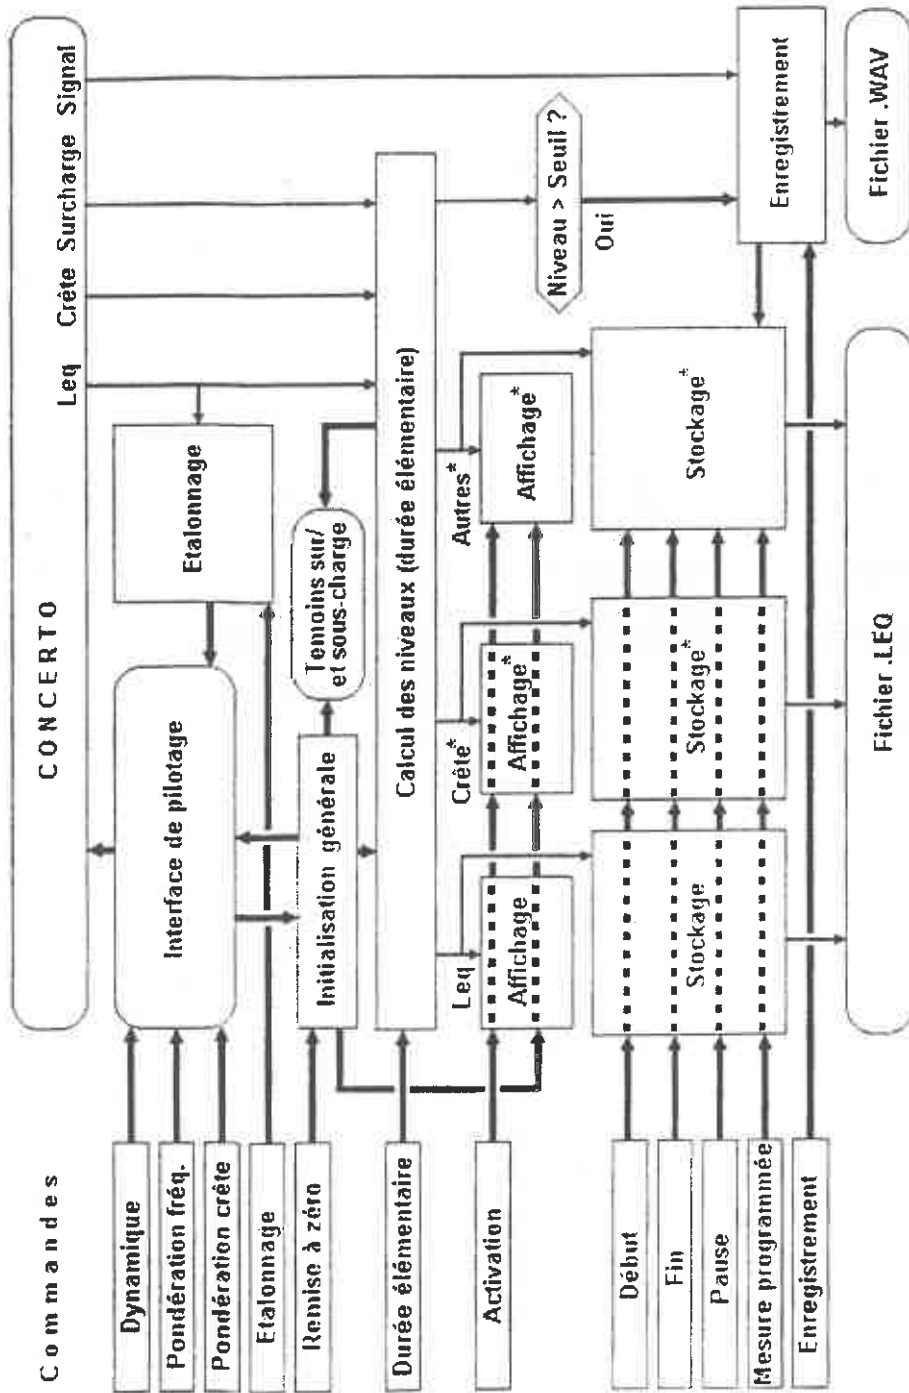 Commandes
CONCERTO
Leq
Crête
Surcharge
Signal
Dynamique
Pondération fréq.
Pondération crête
Etalonnage
Remise à zéro
Durée élémentaire
Activation
Début
Fin
Pause
Mesure programmée
Enregistrement
Interface de pilotage
Etalonnage
Initialisation générale
Temoins sur/
et sous-charge
Calcul des niveaux (durée élémentaire)
Leq
Crête*
Autres*
Affichage
Affichage*
Affichage*
Niveau > Seuil ?
Oui
Stockage
Stockage*
Stockage*
Enregistrement
Fichier .LEQ
Fichier .WAV